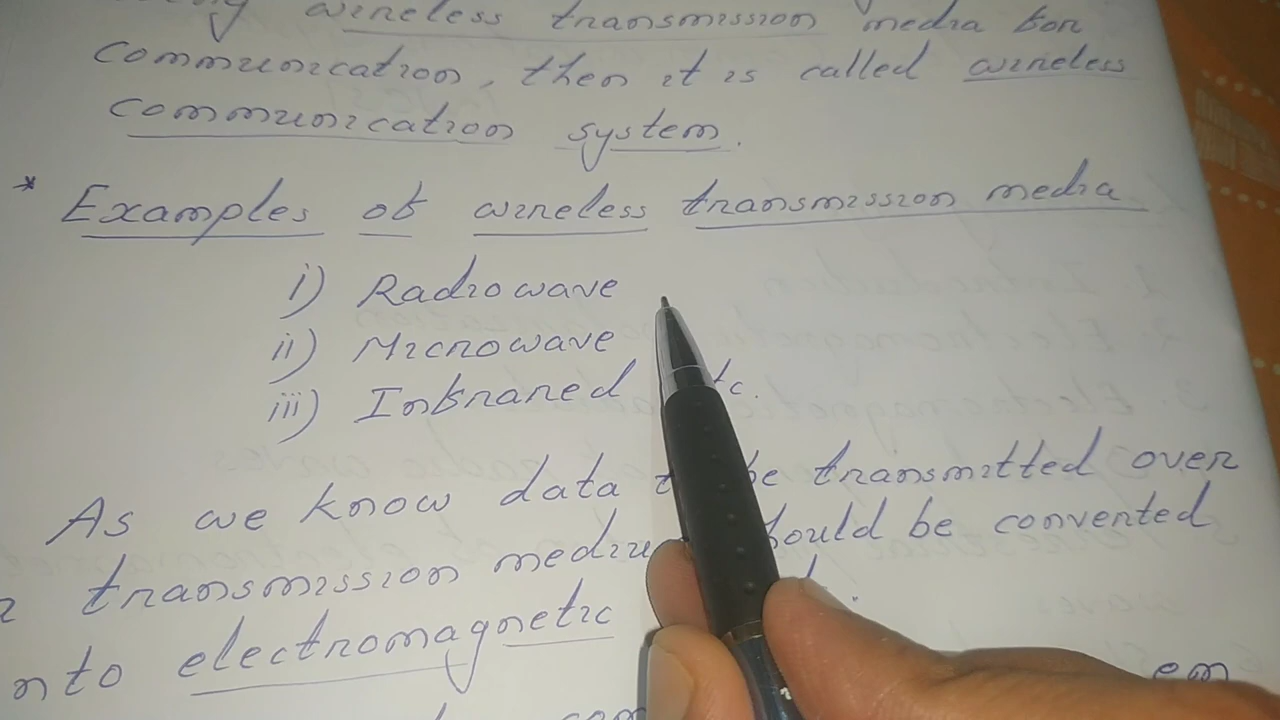 wireless transmission media for
communication, then it is called wireless
communication system.
* Examples of wireless transmission media
i) Radiowave
ii) Microwave
iii) Infrared etc.
As we know data to be transmitted over
transmission medium should be converted
into electromagnetic